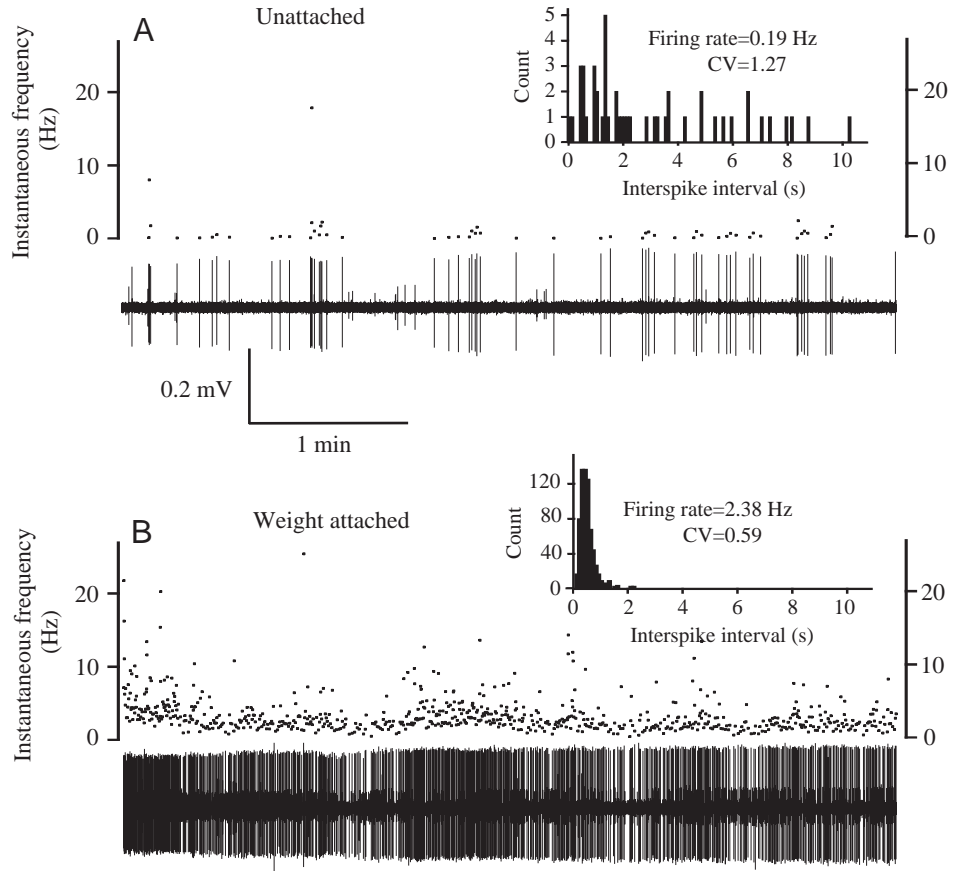 A
Unattached
Instantaneous frequency
(Hz)
20
10
0
5
4
3
2
1
0
Count
Firing rate=0.19 Hz
CV=1.27
0 2 4 6 8 10
Interspike interval (s)
20
10
0
0.2 mV
1 min
B
Weight attached
Instantaneous frequency
(Hz)
20
10
0
120
80
40
0
Count
Firing rate=2.38 Hz
CV=0.59
0 2 4 6 8 10
Interspike interval (s)
20
10
0